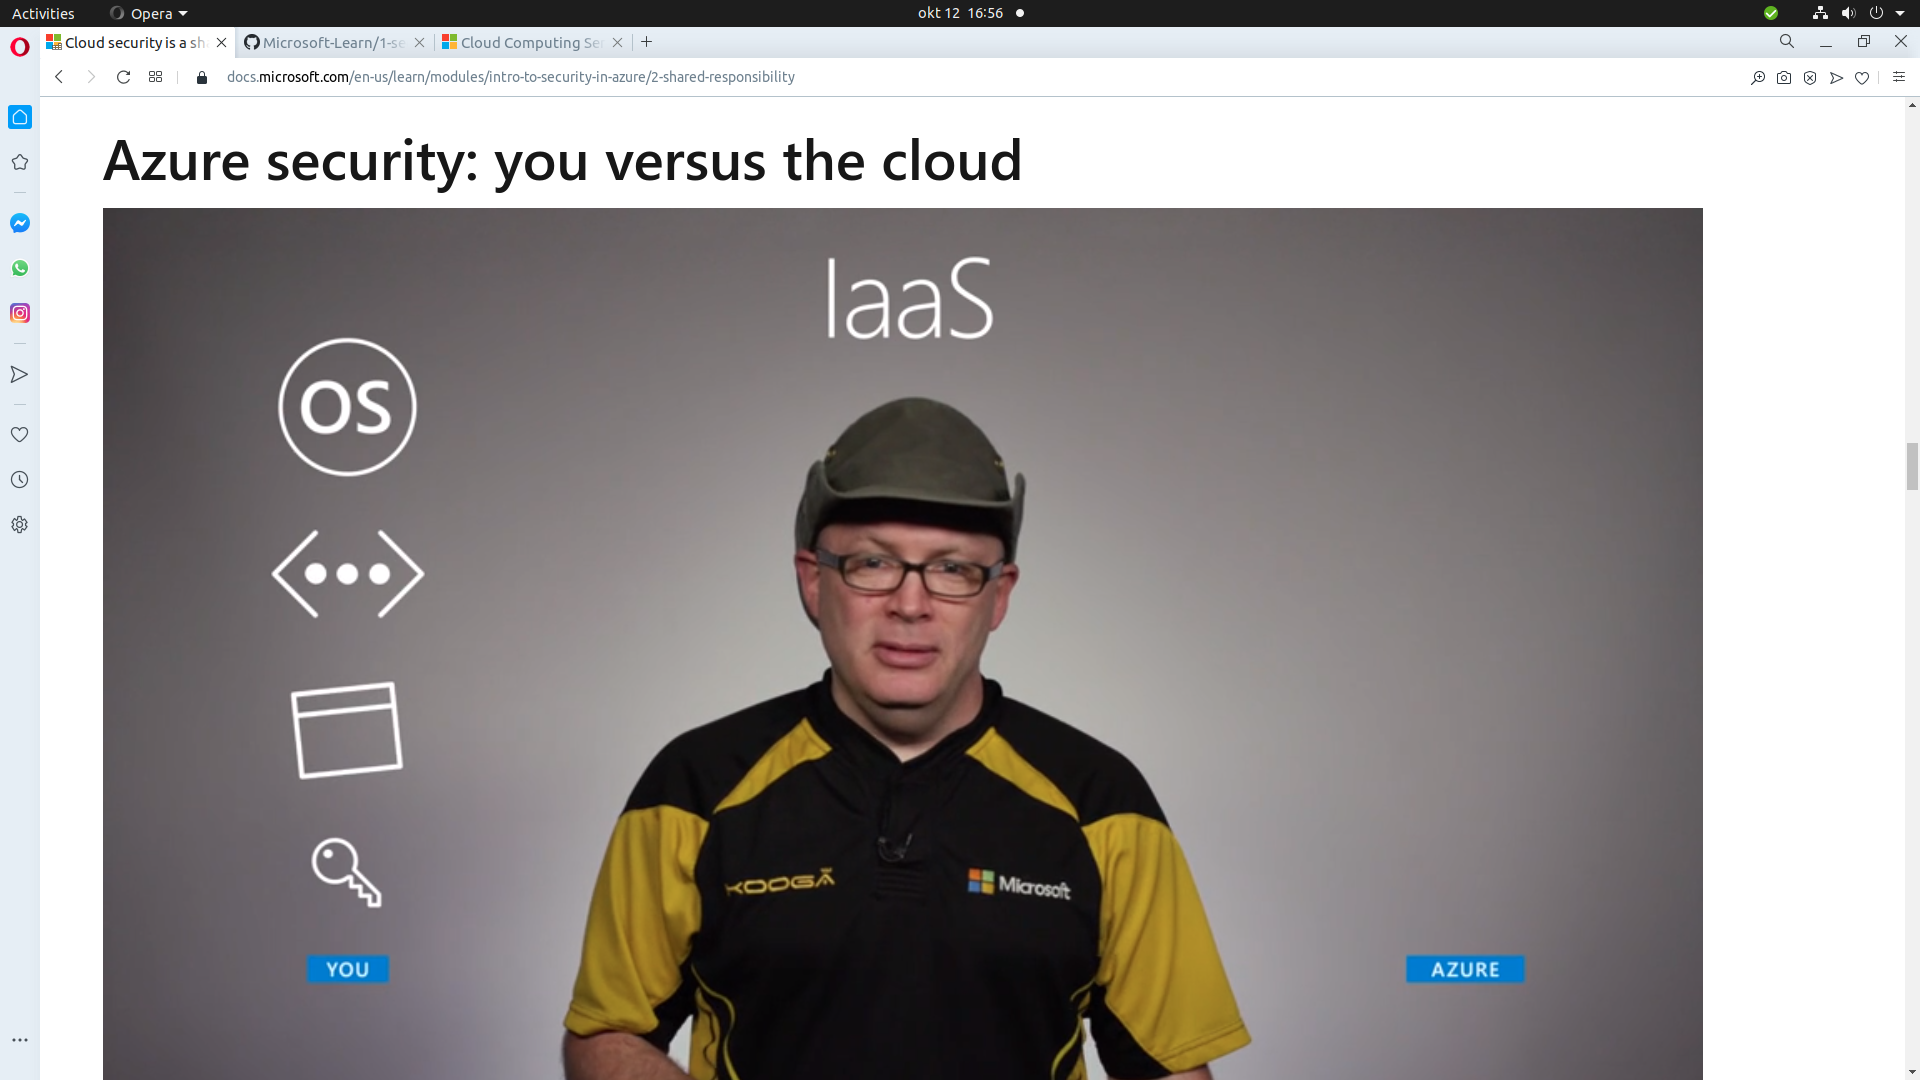 Activities
Opera
okt 12 16:56
Cloud security is a sh
Microsoft-Learn/1-se
Cloud Computing Ser
docs.microsoft.com/en-us/learn/modules/intro-to-security-in-azure/2-shared-responsibility
Azure security: you versus the cloud
IaaS
OS
KOOGA
Microsoft
YOU
AZURE